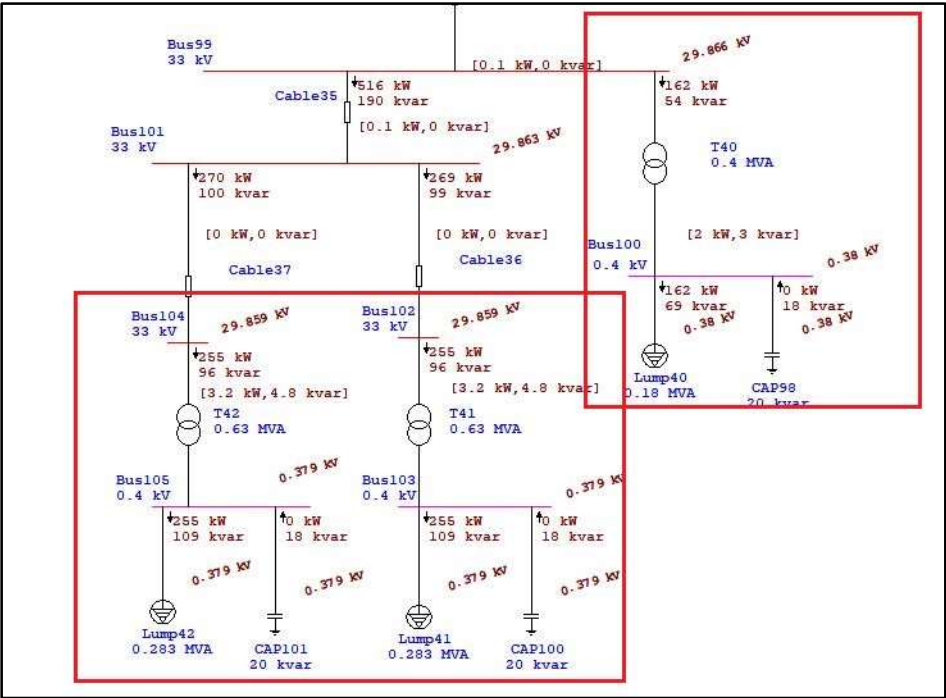 Bus99
33 kV
[0.1 kW,0 kvar]
29.866 kV
516 kW
190 kvar
Cable35
[0.1 kW,0 kvar]
162 kW
54 kvar
T40
0.4 MVA
Bus101
33 kV
29.863 kV
270 kW
100 kvar
269 kW
99 kvar
[0 kW,0 kvar]
[0 kW,0 kvar]
[2 kW,3 kvar]
Bus100
0.4 kV
0.38 kV
Cable37
Cable36
162 kW
69 kvar
0.38 kV
0 kW
18 kvar
0.38 kV
Lump40
0.18 MVA
CAP98
20 kvar
Bus104
33 kV
29.859 kV
Bus102
33 kV
29.859 kV
255 kW
96 kvar
255 kW
96 kvar
[3.2 kW,4.8 kvar]
[3.2 kW,4.8 kvar]
T42
0.63 MVA
T41
0.63 MVA
0.379 kV
0.379 kV
Bus105
0.4 kV
Bus103
0.4 kV
255 kW
109 kvar
0 kW
18 kvar
255 kW
109 kvar
0 kW
18 kvar
0.379 kV
0.379 kV
0.379 kV
0.379 kV
Lump42
0.283 MVA
CAP101
20 kvar
Lump41
0.283 MVA
CAP100
20 kvar